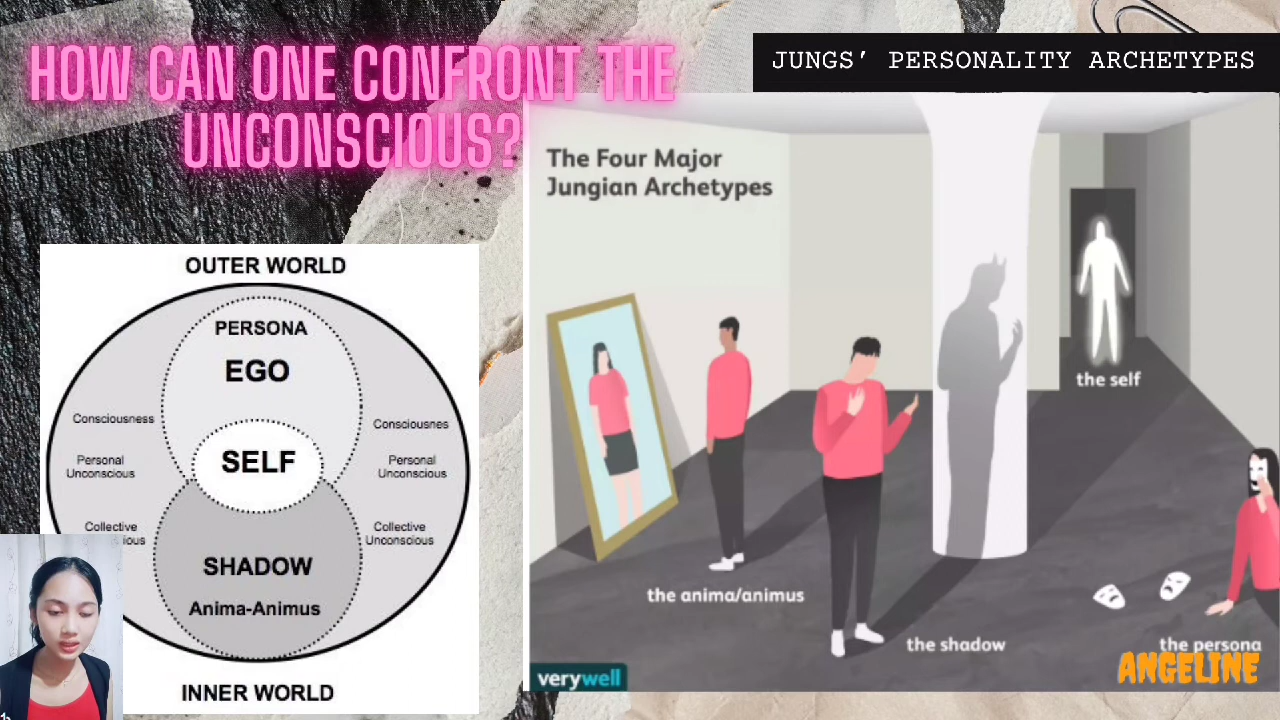 HOW CAN ONE CONFRONT THE
UNCONSCIOUS?
JUNGS' PERSONALITY ARCHETYPES
The Four Major
Jungian Archetypes
OUTER WORLD
PERSONA
EGO
Consciousness
Consciousnes
SELF
Personal
Unconscious
Personal
Unconscious
Collective
Collective
Unconscious
SHADOW
Anima-Animus
INNER WORLD
the self
the anima/animus
the shadow
the persona
verywell
ANGELINE